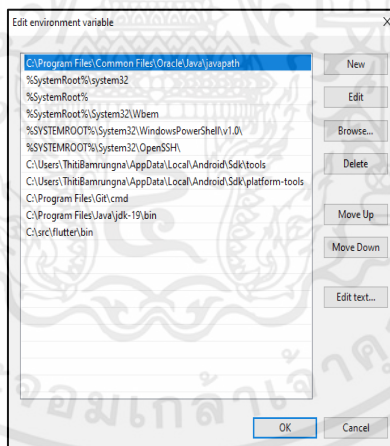 Edit environment variable
C:\Program Files\Common Files\Oracle\Java\javapath
%SystemRoot%\system32
%SystemRoot%
%SystemRoot%\System32\Wbem
%SYSTEMROOT%\System32\WindowsPowerShell\v1.0\
%SYSTEMROOT%\System32\OpenSSH\
C:\Users\ThitiBamrungna\AppData\Local\Android\Sdk\tools
C:\Users\ThitiBamrungna\AppData\Local\Android\Sdk\platform-tools
C:\Program Files\Git\cmd
C:\Program Files\Java\jdk-19\bin
C:\src\flutter\bin
New
Edit
Browse...
Delete
Move Up
Move Down
Edit text...
OK
Cancel